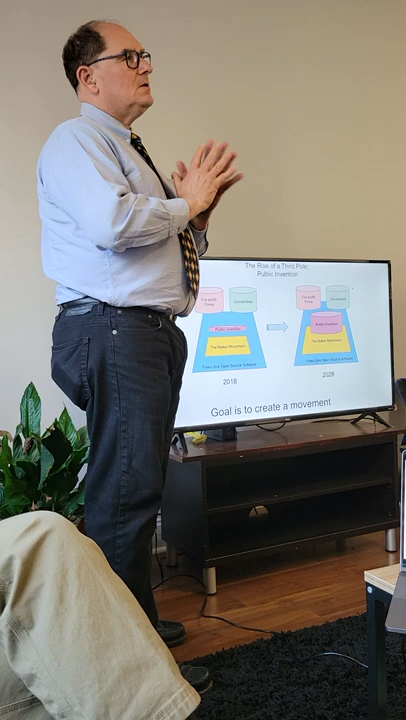 The Rise of a Third Pole:
Public Invention
For-profit
Firms
Universities
Public Invention
The Maker Movement
Free-Libre Open Source Software
2018
For-profit
Firms
Universities
Public Invention
The Maker Movement
Free-Libre Open Source Software
2028
Goal is to create a movement